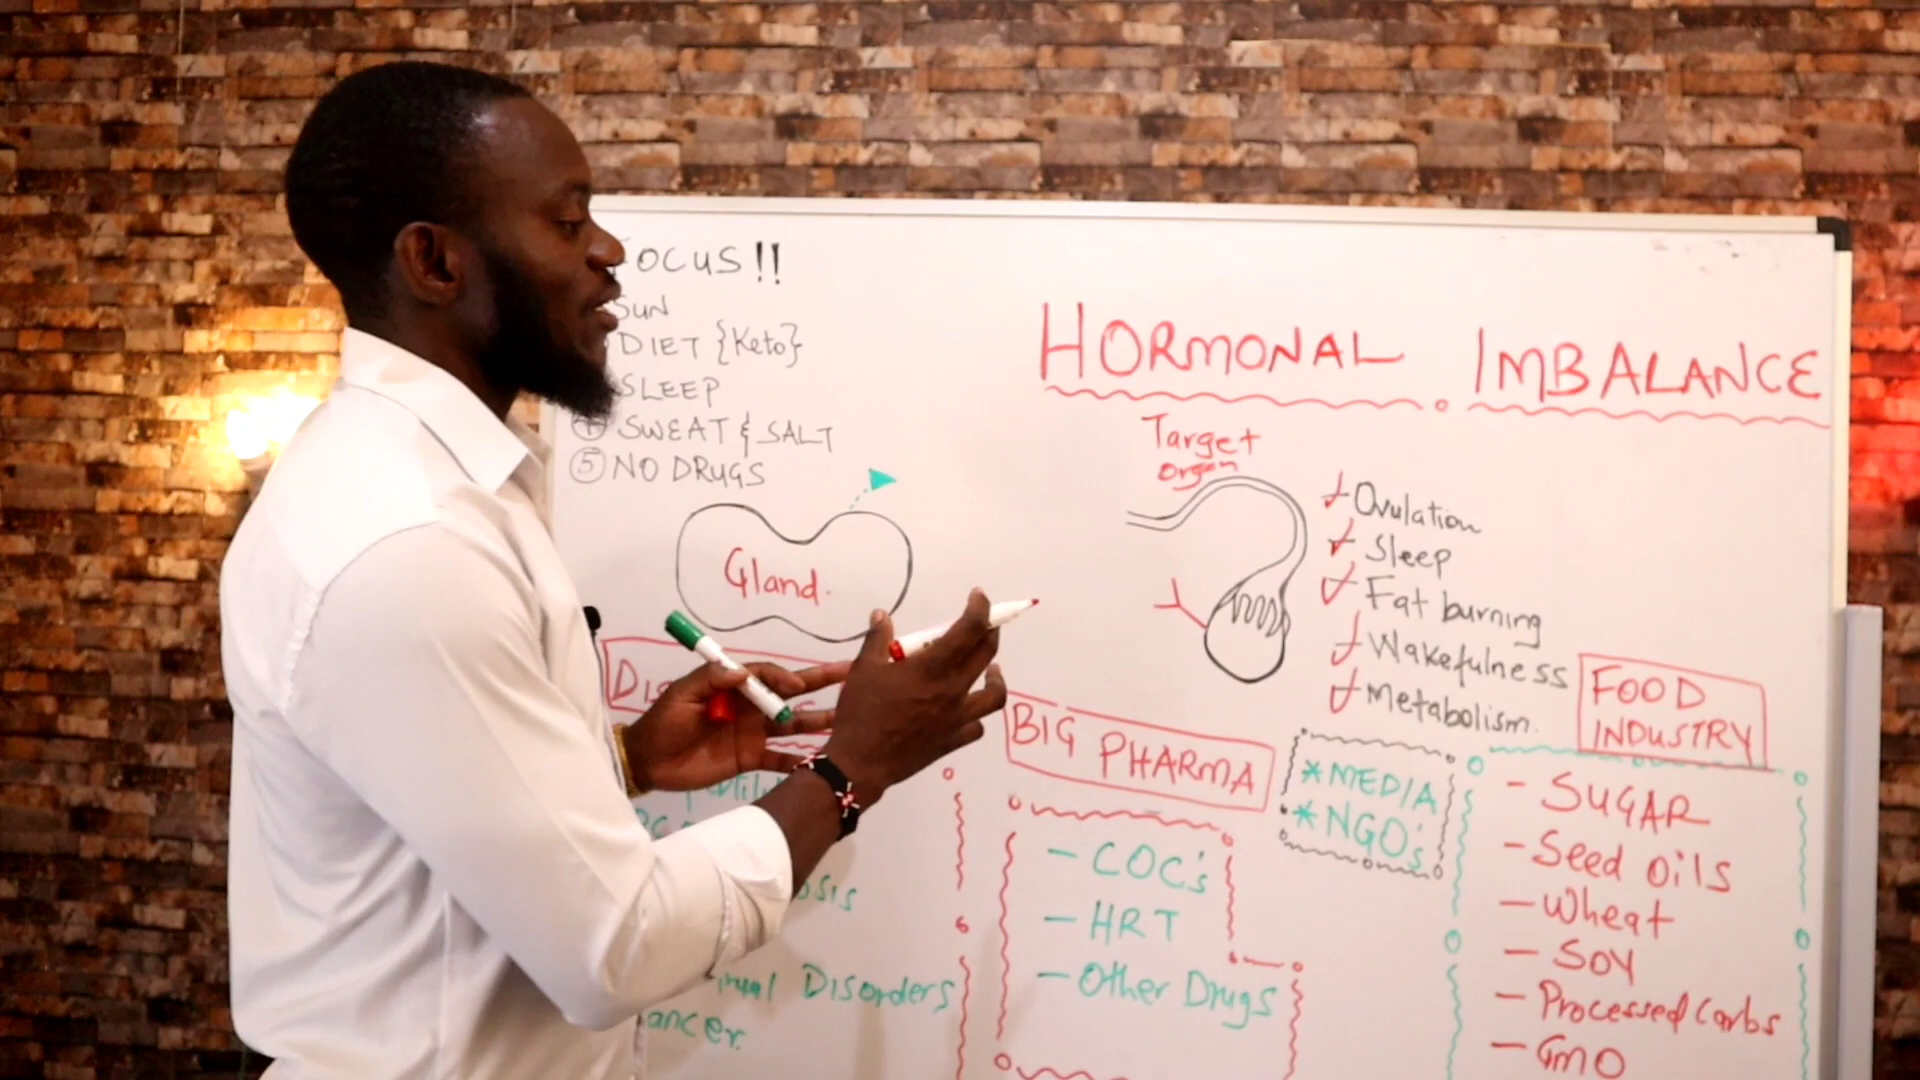 FOCUS!!
SUN
DIET {Keto}
SLEEP
④ SWEAT & SALT
⑤ NO DRUGS
HORMONAL IMBALANCE
Target
organ
Gland.
Ovulation
Sleep
Fat burning
Wakefulness
Metabolism.
BIG PHARMA
- COC's
- HRT
- Other Drugs
* MEDIA
* NGO's
FOOD
INDUSTRY
- SUGAR
- Seed oils
- Wheat
- SOY
- Processed Carbs
- GMO
Disorders